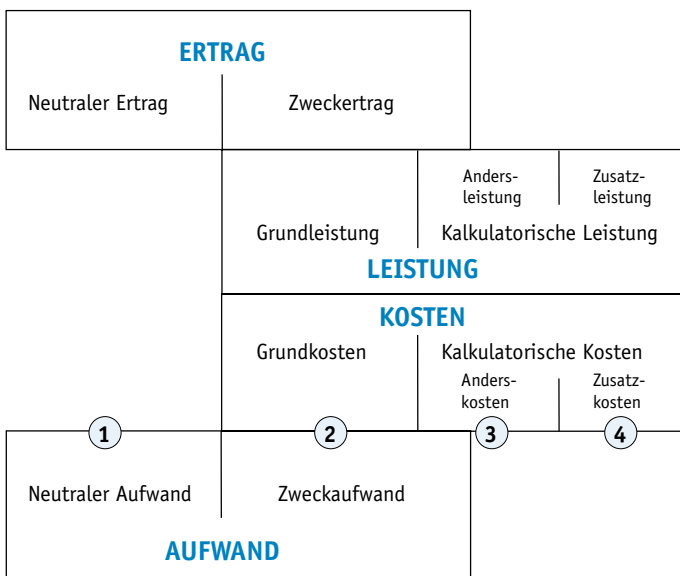 ERTRAG
Neutraler Ertrag
Zweckertrag
Anders-
leistung
Zusatz-
leistung
Grundleistung
Kalkulatorische Leistung
LEISTUNG
KOSTEN
Grundkosten
Kalkulatorische Kosten
Anders-
kosten
Zusatz-
kosten
1
2
3
4
Neutraler Aufwand
Zweckaufwand
AUFWAND